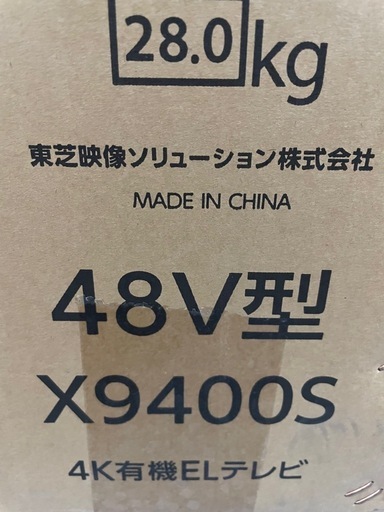 28.0kg
東芝映像ソリューション株式会社
MADE IN CHINA
48V型
X9400S
4K有機ELテレビ